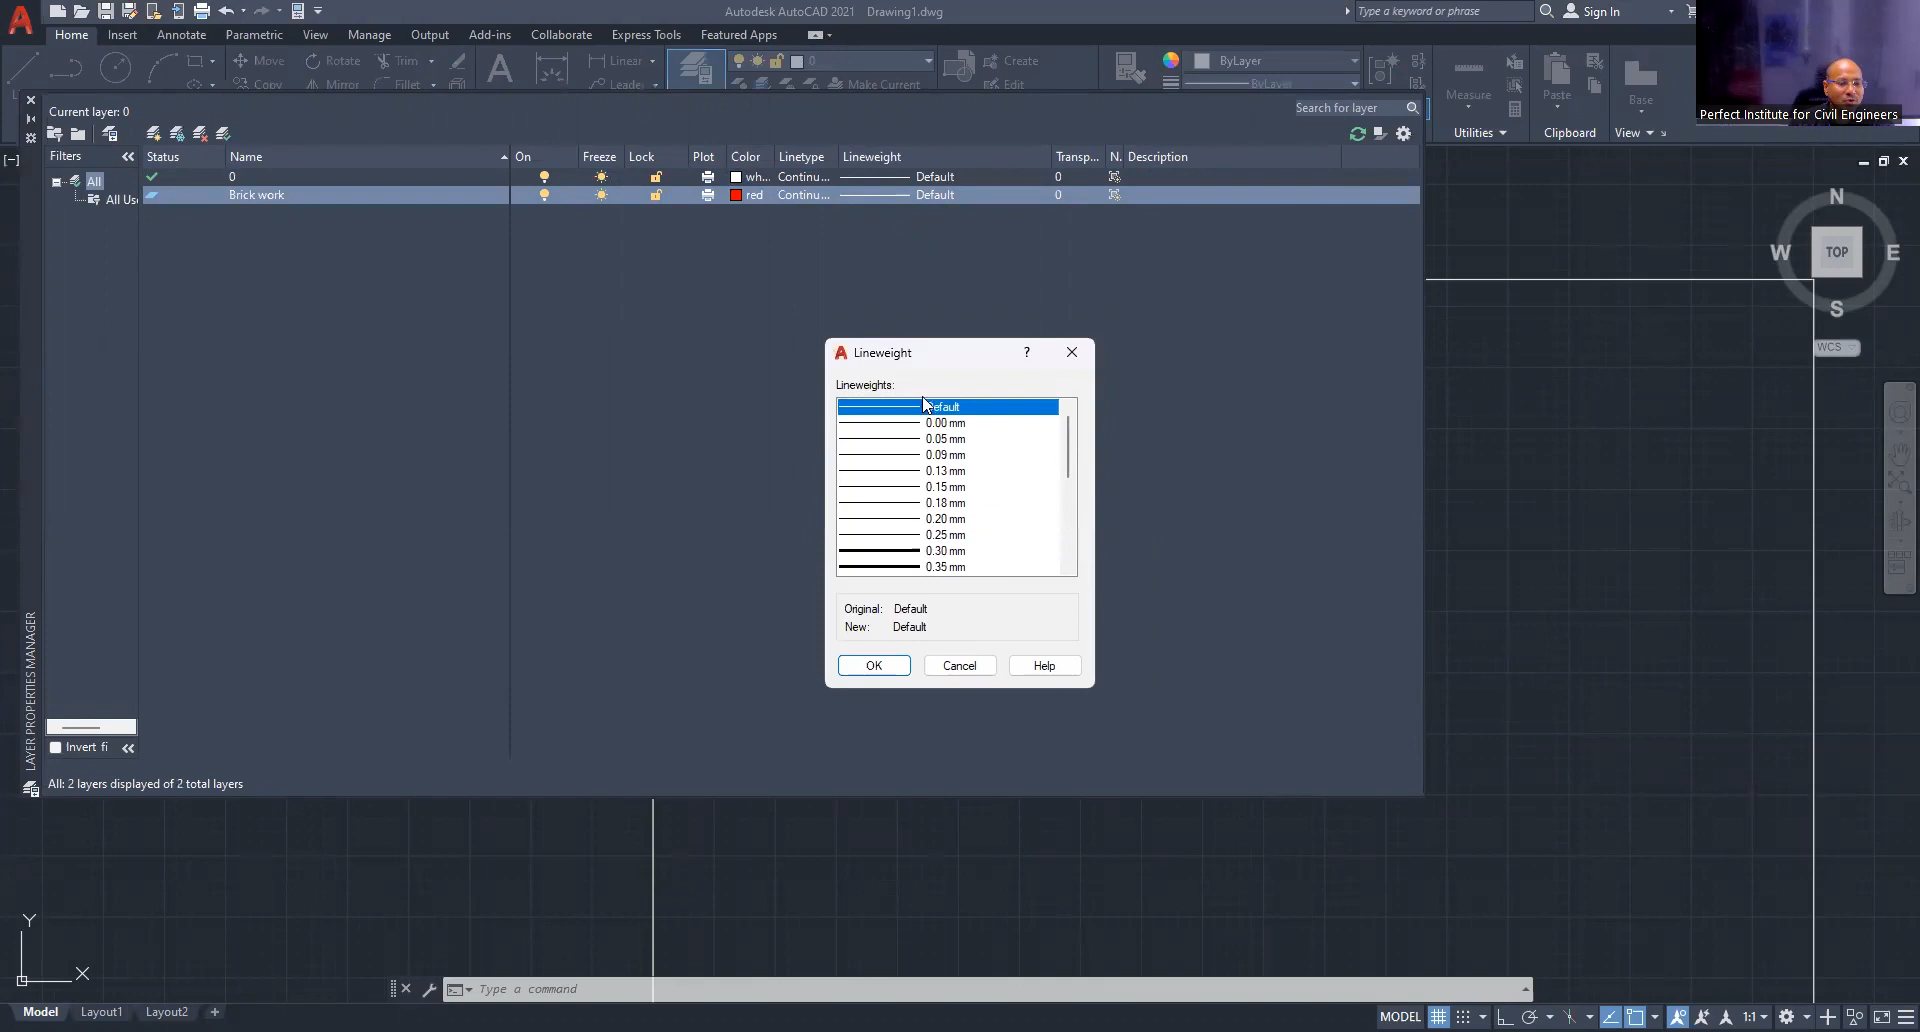 Autodesk AutoCAD 2021 Drawing1.dwg
Type a keyword or phrase
Sign In
Home Insert Annotate Parametric View Manage Output Add-ins Collaborate Express Tools Featured Apps
Move Rotate Trim Linear 0 Create ByLayer
Copy Mirror Fillet Leader Make Current Edit ByLayer
Measure Paste Base
Utilities Clipboard View
Perfect Institute for Civil Engineers
Current layer: 0
Search for layer
Filters Status Name On Freeze Lock Plot Color Linetype Lineweight Transp... N. Description
All 0 wh... Continu... Default 0
All Us Brick work red Continu... Default 0
[−]
N
W TOP E
S
WCS
Lineweight ?
Lineweights:
efault
0.00 mm
0.05 mm
0.09 mm
0.13 mm
0.15 mm
0.18 mm
0.20 mm
0.25 mm
0.30 mm
0.35 mm
Original: Default
New: Default
OK Cancel Help
LAYER PROPERTIES MANAGER
Invert fi
All: 2 layers displayed of 2 total layers
Y
X
Type a command
Model Layout1 Layout2 +
MODEL 1:1